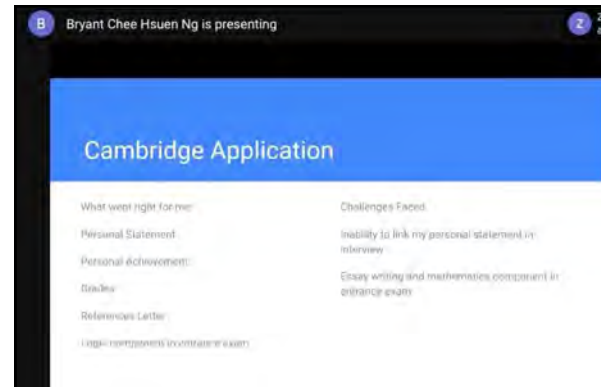 B Bryant Chee Hsuen Ng is presenting
Z
Cambridge Application
What went right for me:
Personal Statement
Personal Achievement
Grades
References Letter
Logic component in entrance exam
Challenges Faced
Inability to link my personal statement in
interview
Essay writing and mathematics component in
entrance exam